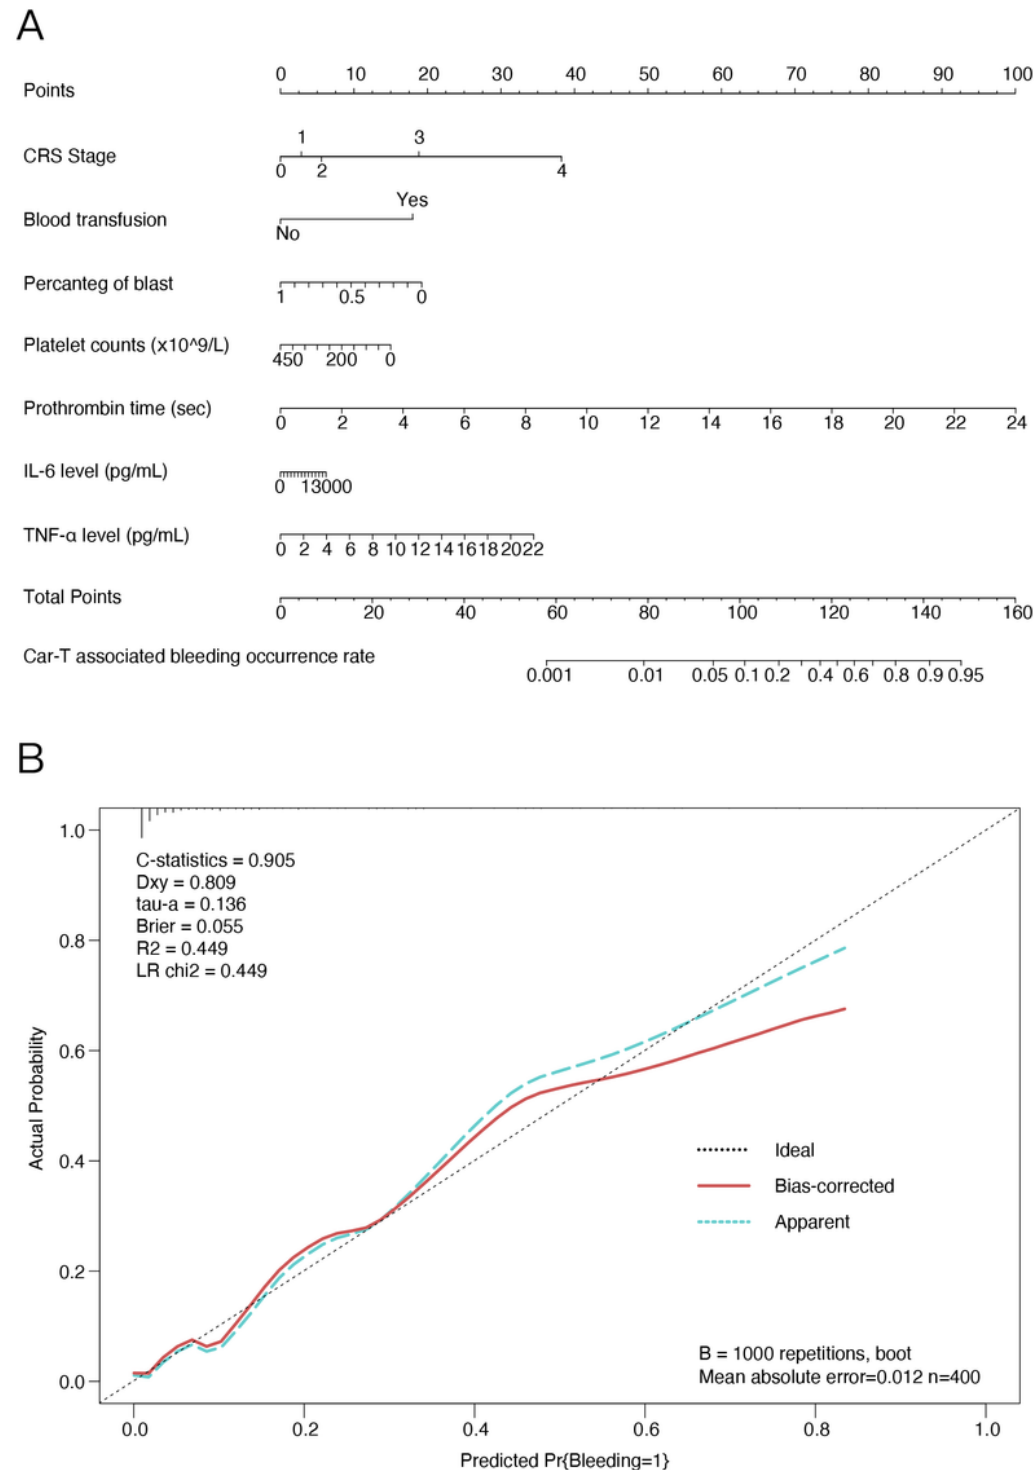 A
Points 0 10 20 30 40 50 60 70 80 90 100
CRS Stage 0 1 2 3 4
Blood transfusion No Yes
Percanteg of blast 1 0.5 0
Platelet counts (x10^9/L) 450 200 0
Prothrombin time (sec) 0 2 4 6 8 10 12 14 16 18 20 22 24
IL-6 level (pg/mL) 0 13000
TNF-α level (pg/mL) 0 2 4 6 8 10 12 14 16 18 20 22
Total Points 0 20 40 60 80 100 120 140 160
Car-T associated bleeding occurrence rate 0.001 0.01 0.05 0.1 0.2 0.4 0.6 0.8 0.9 0.95
B
C-statistics = 0.905
Dxy = 0.809
tau-a = 0.136
Brier = 0.055
R2 = 0.449
LR chi2 = 0.449
Actual Probability
1.0
0.8
0.6
0.4
0.2
0.0
Ideal
Bias-corrected
Apparent
B = 1000 repetitions, boot
Mean absolute error=0.012 n=400
0.0 0.2 0.4 0.6 0.8 1.0
Predicted Pr{Bleeding=1}